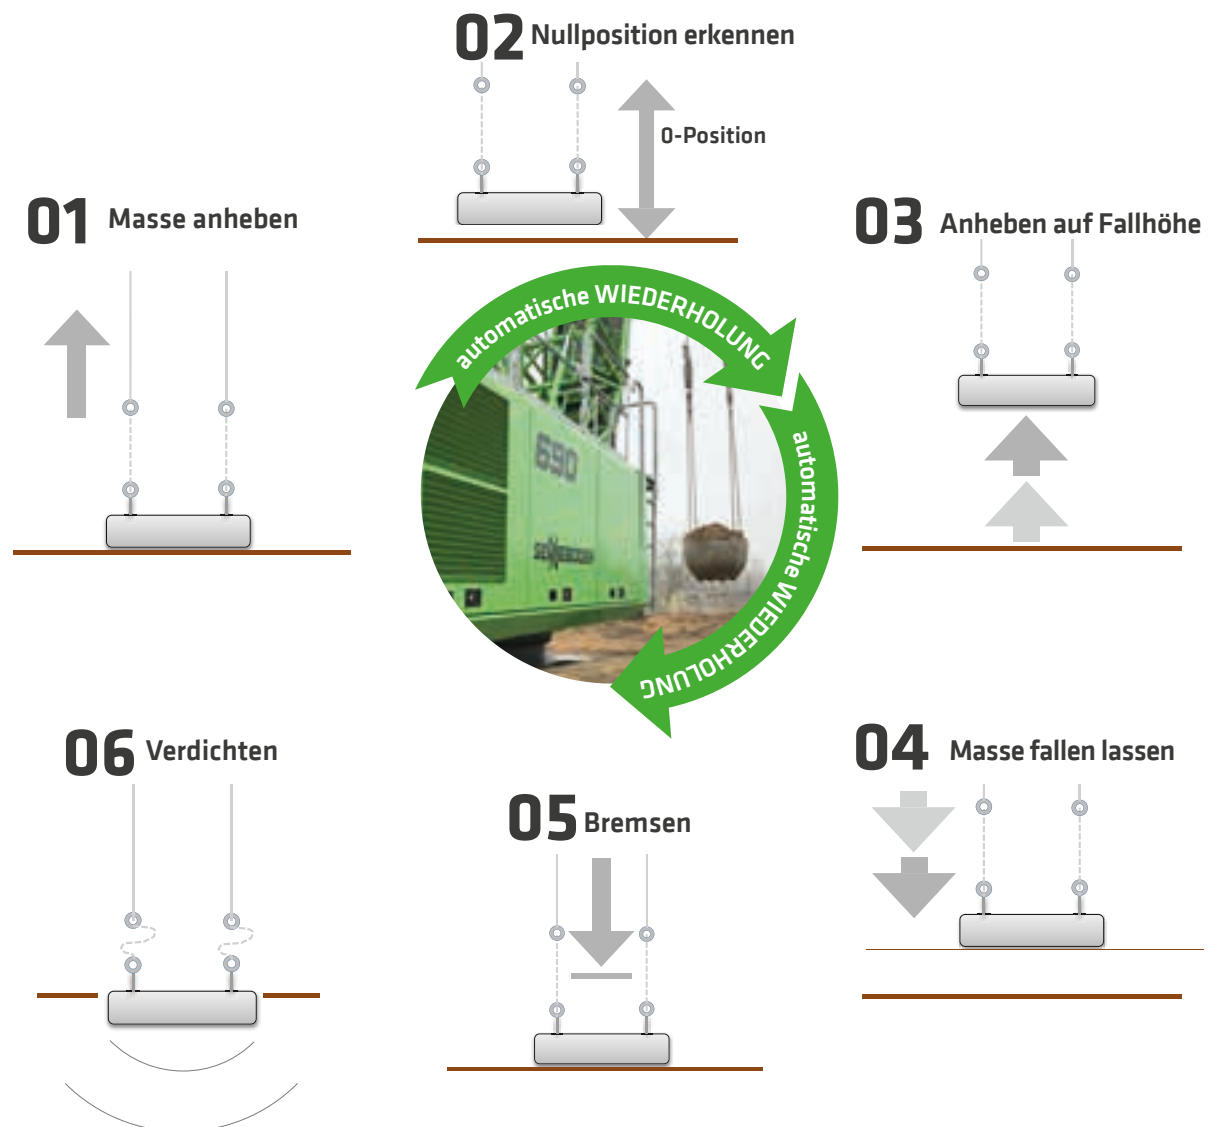 01 Masse anheben
02 Nullposition erkennen
0-Position
03 Anheben auf Fallhöhe
automatische WIEDERHOLUNG
automatische WIEDERHOLUNG
690
SENNEBOGEN
04 Masse fallen lassen
05 Bremsen
06 Verdichten